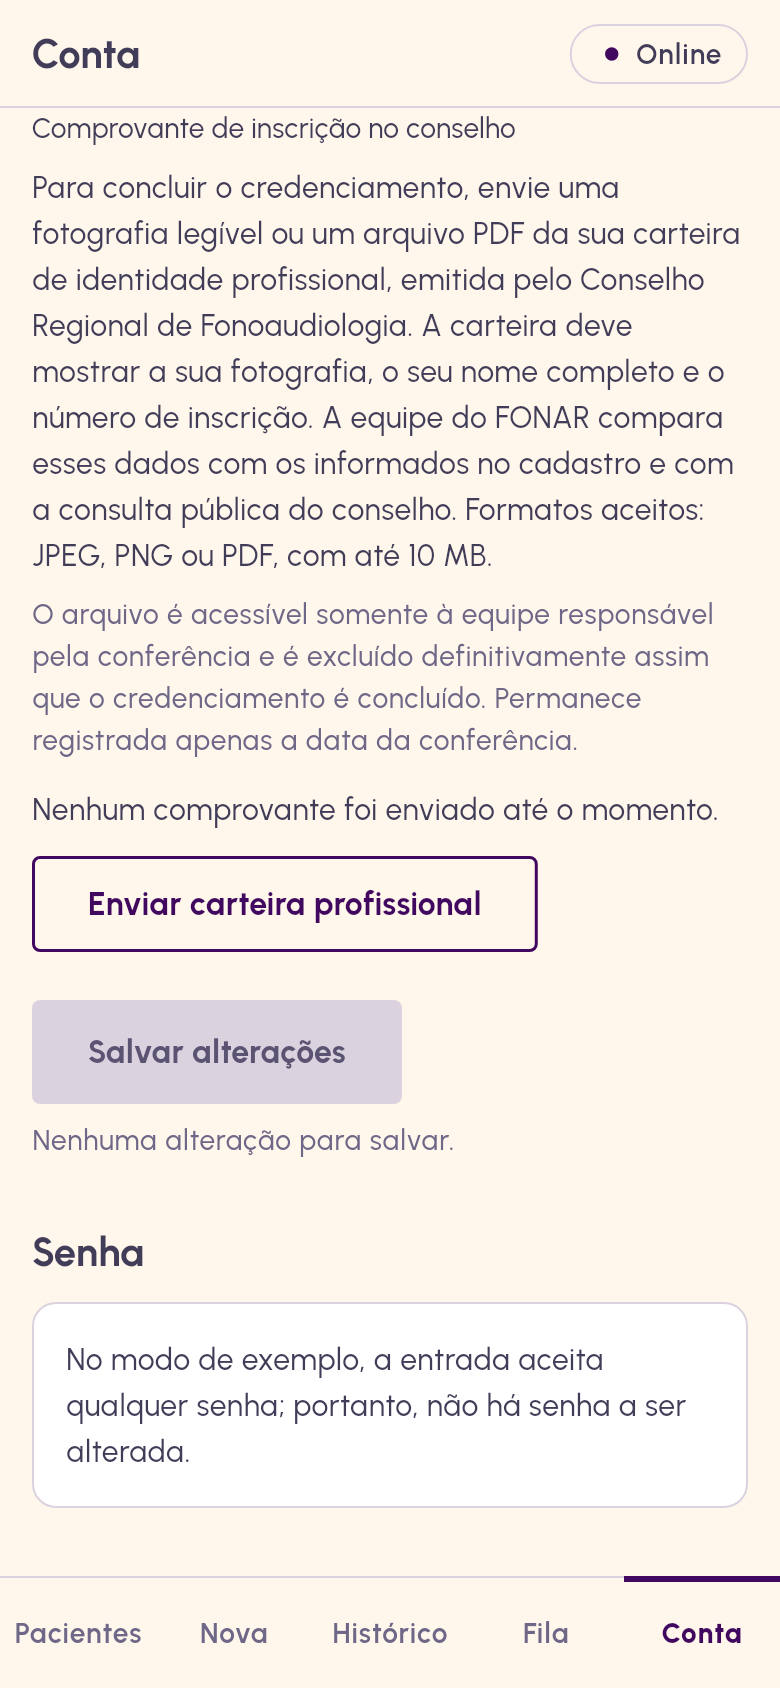 Conta
Online
Comprovante de inscrição no conselho
Para concluir o credenciamento, envie uma
fotografia legível ou um arquivo PDF da sua carteira
de identidade profissional, emitida pelo Conselho
Regional de Fonoaudiologia. A carteira deve
mostrar a sua fotografia, o seu nome completo e o
número de inscrição. A equipe do FONAR compara
esses dados com os informados no cadastro e com
a consulta pública do conselho. Formatos aceitos:
JPEG, PNG ou PDF, com até 10 MB.
O arquivo é acessível somente à equipe responsável
pela conferência e é excluído definitivamente assim
que o credenciamento é concluído. Permanece
registrada apenas a data da conferência.
Nenhum comprovante foi enviado até o momento.
Enviar carteira profissional
Salvar alterações
Nenhuma alteração para salvar.
Senha
No modo de exemplo, a entrada aceita
qualquer senha; portanto, não há senha a ser
alterada.
Pacientes
Nova
Histórico
Fila
Conta